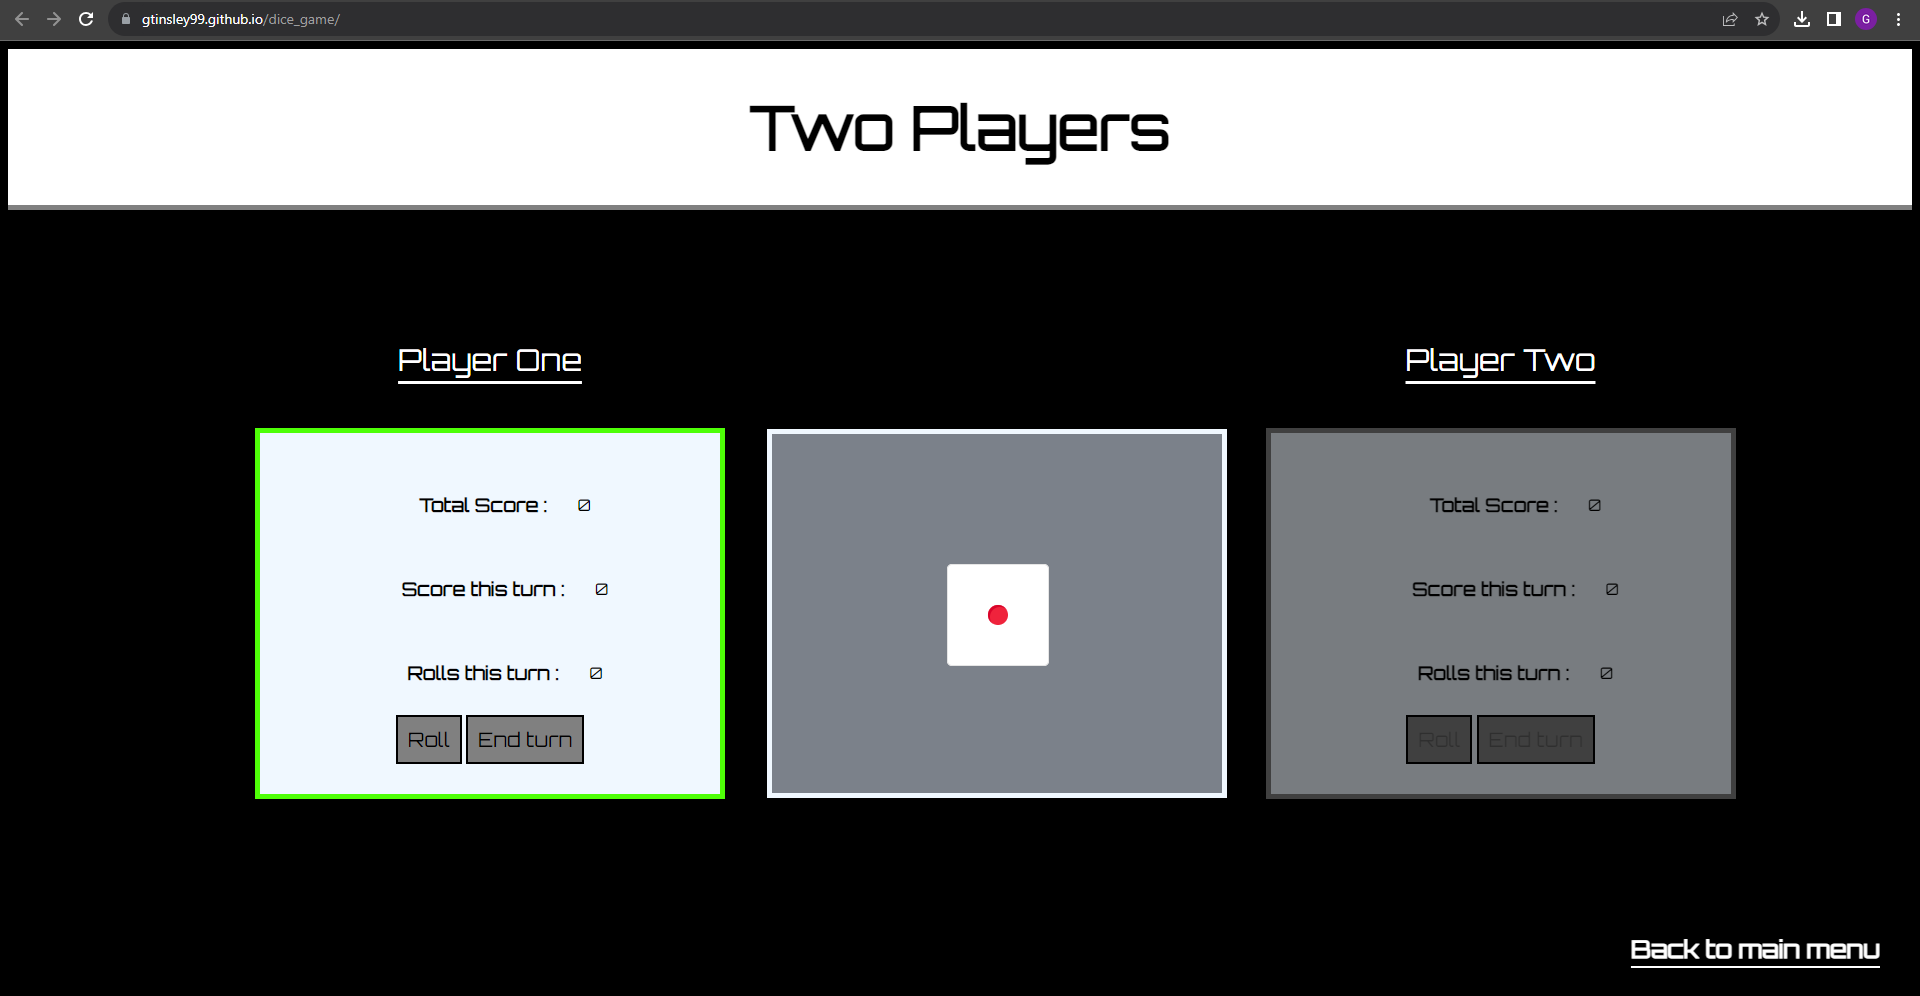 gtinsley99.github.io/dice_game/
G
Two Players
Player One
Player Two
Total Score : 0
Score this turn : 0
Rolls this turn : 0
Roll
End turn
Total Score : 0
Score this turn : 0
Rolls this turn : 0
Roll
End turn
Back to main menu